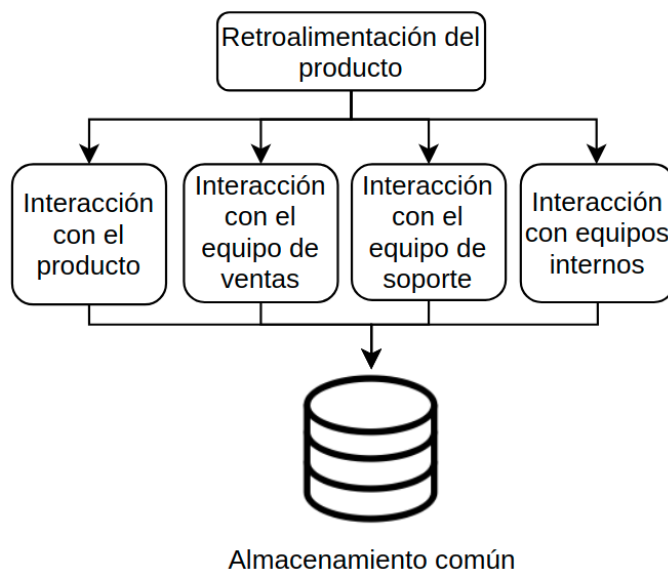 Retroalimentación del
producto
Interacción
con el
producto
Interacción
con el
equipo de
ventas
Interacción
con el
equipo de
soporte
Interacción
con equipos
internos
Almacenamiento común